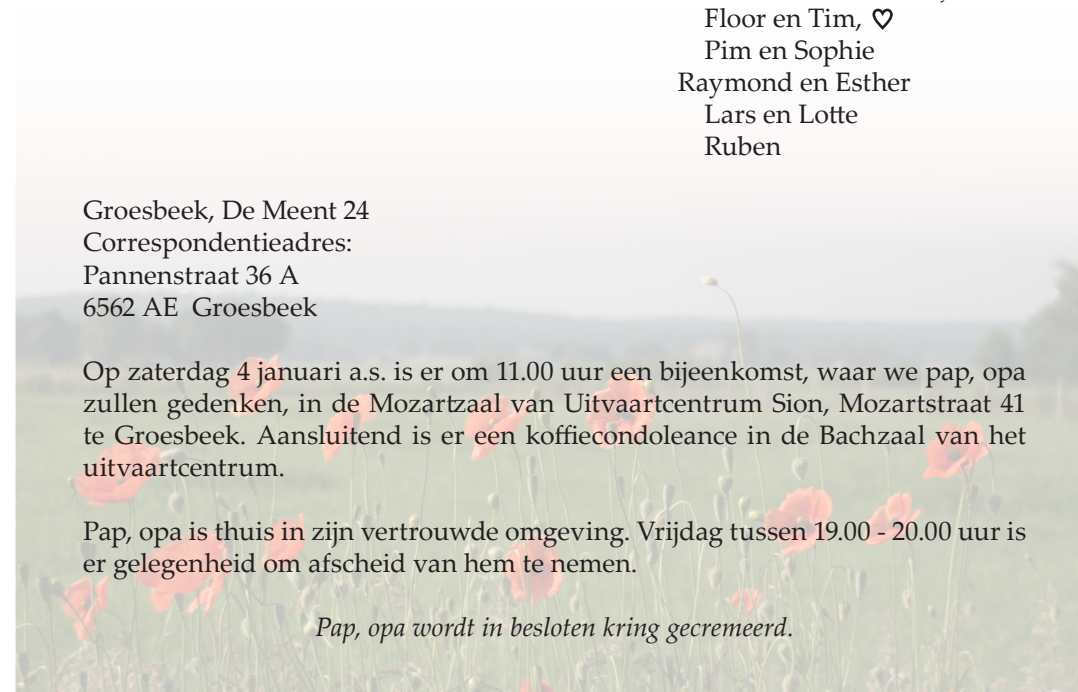 Floor en Tim, ♡
Pim en Sophie
Raymond en Esther
Lars en Lotte
Ruben
Groesbeek, De Meent 24
Correspondentieadres:
Pannenstraat 36 A
6562 AE  Groesbeek
Op zaterdag 4 januari a.s. is er om 11.00 uur een bijeenkomst, waar we pap, opa
zullen gedenken, in de Mozartzaal van Uitvaartcentrum Sion, Mozartstraat 41
te Groesbeek. Aansluitend is er een koffiecondoleance in de Bachzaal van het
uitvaartcentrum.
Pap, opa is thuis in zijn vertrouwde omgeving. Vrijdag tussen 19.00 - 20.00 uur is
er gelegenheid om afscheid van hem te nemen.
Pap, opa wordt in besloten kring gecremeerd.